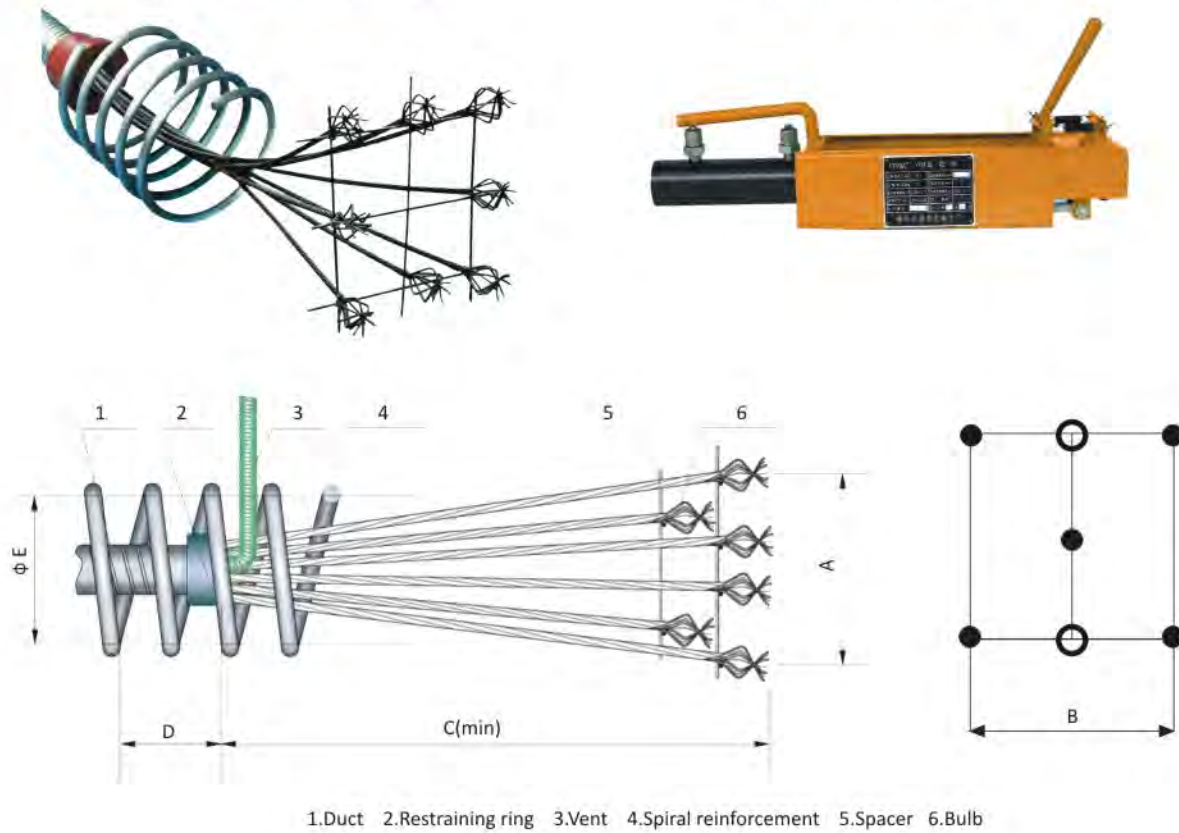 1 2 3 4 5 6
Φ E
A
D
C(min)
B
1.Duct 2.Restraining ring 3.Vent 4.Spiral reinforcement 5.Spacer 6.Bulb